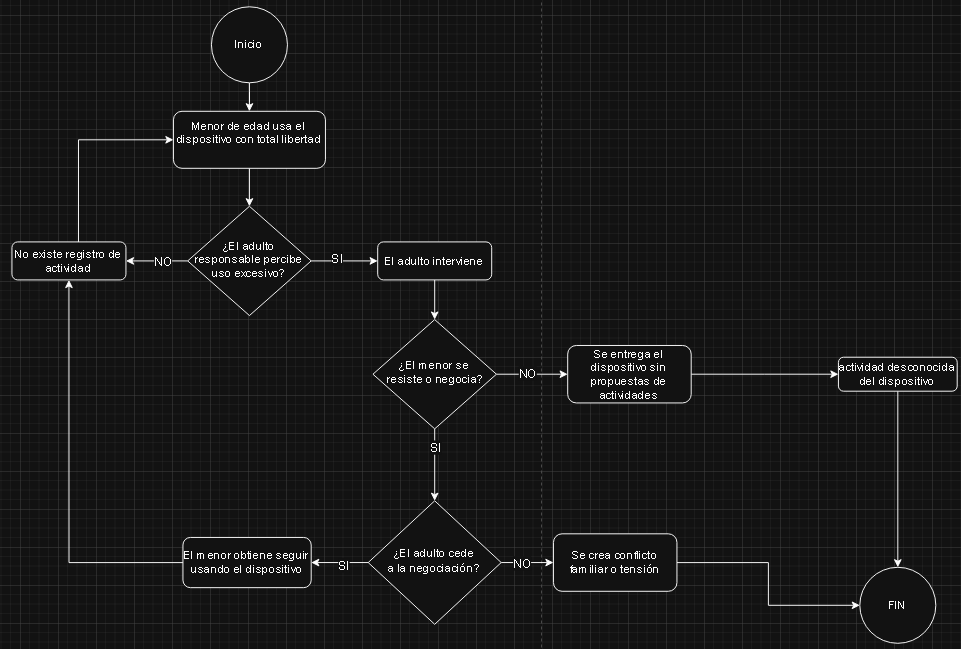 Inicio
Menor de edad usa el
dispositivo con total libertad
No existe registro de
actividad
NO
¿El adulto
responsable percibe
uso excesivo?
SI
El adulto interviene
¿El menor se
resiste o negocia?
NO
Se entrega el
dispositivo sin
propuestas de
actividades
actividad desconocida
del dispositivo
SI
El menor obtiene seguir
usando el dispositivo
SI
¿El adulto cede
a la negociación?
NO
Se crea conflicto
familiar o tensión
FIN